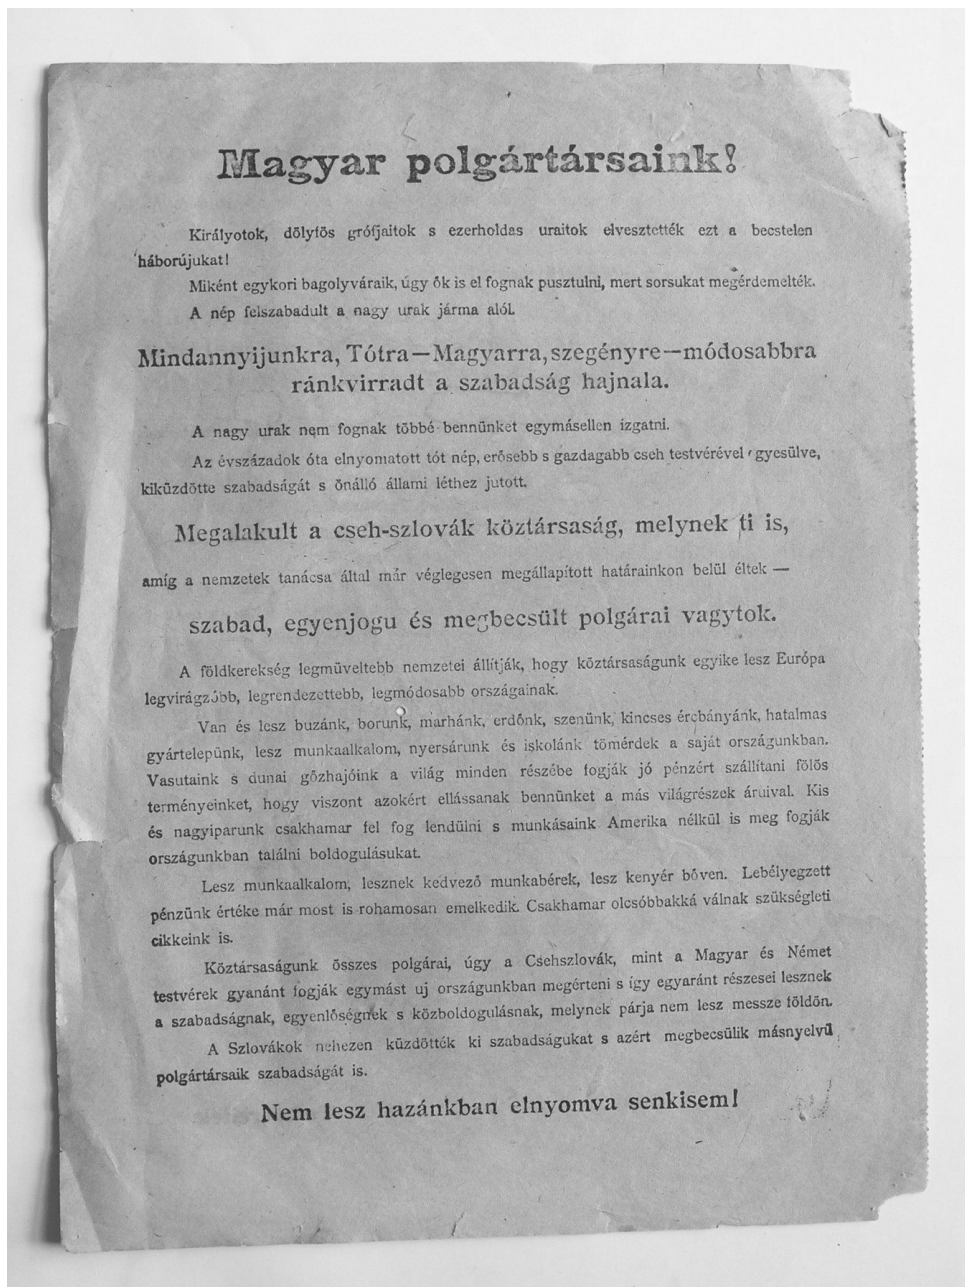 Magyar polgártársaink!
Királyotok, dölyfös grófjaitok s ezerholdas uraitok elvesztették ezt a becstelen
háborújukat!
Miként egykori bagolyváraik, úgy ők is el fognak pusztulni, mert sorsukat megérdemelték.
A nép felszabadult a nagy urak járma alól.
Mindannyijunkra, Tótra—Magyarra, szegényre—módosabbra
ránkvirradt a szabadság hajnala.
A nagy urak nem fognak többé bennünket egymásellen izgatni.
Az évszázadok óta elnyomatott tót nép, erősebb s gazdagabb cseh testvérével gyesülve,
kiküzdötte szabadságát s önálló állami léthez jutott.
Megalakult a cseh-szlovák köztársaság, melynek ti is,
amíg a nemzetek tanácsa által már véglegesen megállapított határainkon belül éltek —
szabad, egyenjogu és megbecsült polgárai vagytok.
A földkerekség legmüveltebb nemzetei állítják, hogy köztársaságunk egyike lesz Európa
legvirágzóbb, legrendezettebb, legmódosabb országainak.
Van és lesz buzánk, borunk, marhánk, erdőnk, szenünk, kincses ércbányánk, hatalmas
gyártelepünk, lesz munkaalkalom, nyersárunk és iskolánk tömérdek a saját országunkban.
Vasutaink s dunai gőzhajóink a világ minden részébe fogják jó pénzért szállítani fölös
terményeinket, hogy viszont azokért ellássanak bennünket a más világrészek áruival. Kis
és nagyiparunk csakhamar fel fog lendülni s munkásaink Amerika nélkül is meg fogják
országunkban találni boldogulásukat.
Lesz munkaalkalom, lesznek kedvező munkabérek, lesz kenyér bőven. Lebélyegzett
pénzünk értéke már most is rohamosan emelkedik. Csakhamar olcsóbbakká válnak szükségleti
cikkeink is.
Köztársaságunk összes polgárai, úgy a Csehszlovák, mint a Magyar és Német
testvérek gyanánt fogják egymást uj országunkban megérteni s így egyaránt részesei lesznek
a szabadságnak, egyenlőségnek s közboldogulásnak, melynek párja nem lesz messze földön.
A Szlovákok nehezen küzdötték ki szabadságukat s azért megbecsülik másnyelvű
polgártársaik szabadságát is.
Nem lesz hazánkban elnyomva senkisem!